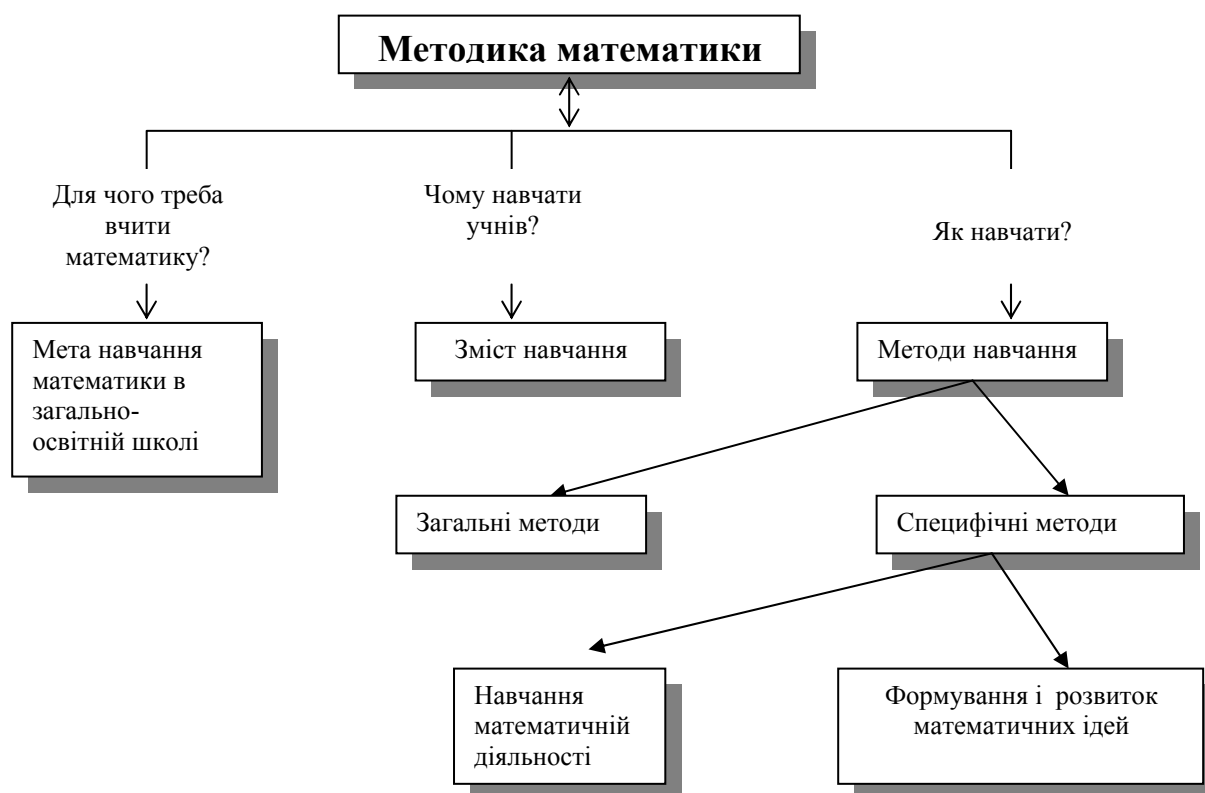 Методика математики
Для чого треба
вчити
математику?
Чому навчати
учнів?
Як навчати?
Мета навчання
математики в
загально-
освітній школі
Зміст навчання
Методи навчання
Загальні методи
Специфічні методи
Навчання
математичній
діяльності
Формування і  розвиток
математичних ідей